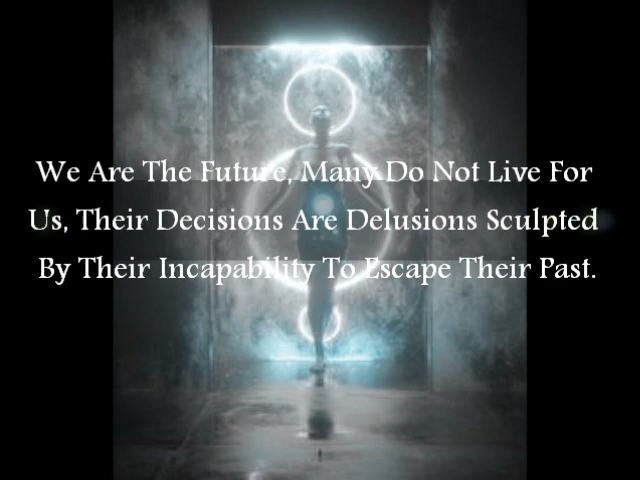 We Are The Future, Many Do Not Live For
Us, Their Decisions Are Delusions Sculpted
By Their Incapability To Escape Their Past.